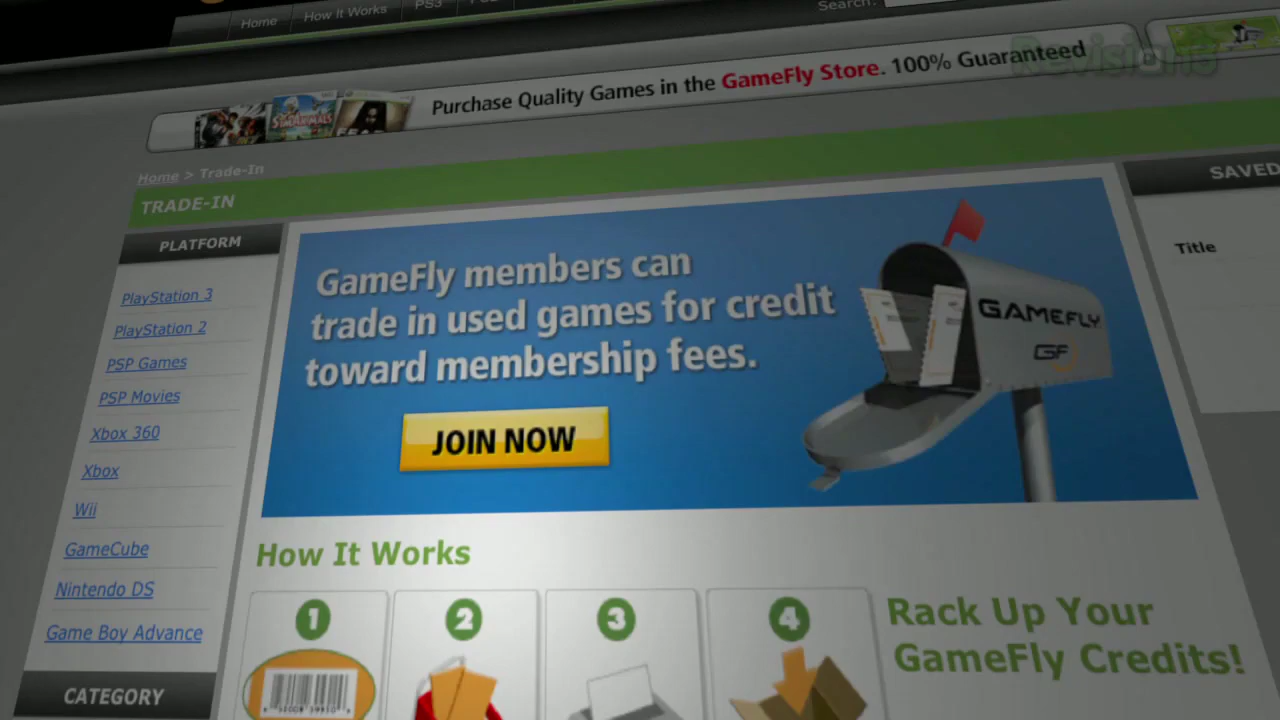 Home
How It Works
PS3
Search:
Revisions
Purchase Quality Games in the GameFly Store. 100% Guaranteed
Home > Trade-In
TRADE-IN
SAVED
PLATFORM
PlayStation 3
PlayStation 2
PSP Games
PSP Movies
Xbox 360
Xbox
Wii
GameCube
Nintendo DS
Game Boy Advance
CATEGORY
GameFly members can
trade in used games for credit
toward membership fees.
JOIN NOW
GAMEFLY
GF
Title
How It Works
1
2
3
4
Rack Up Your
GameFly Credits!